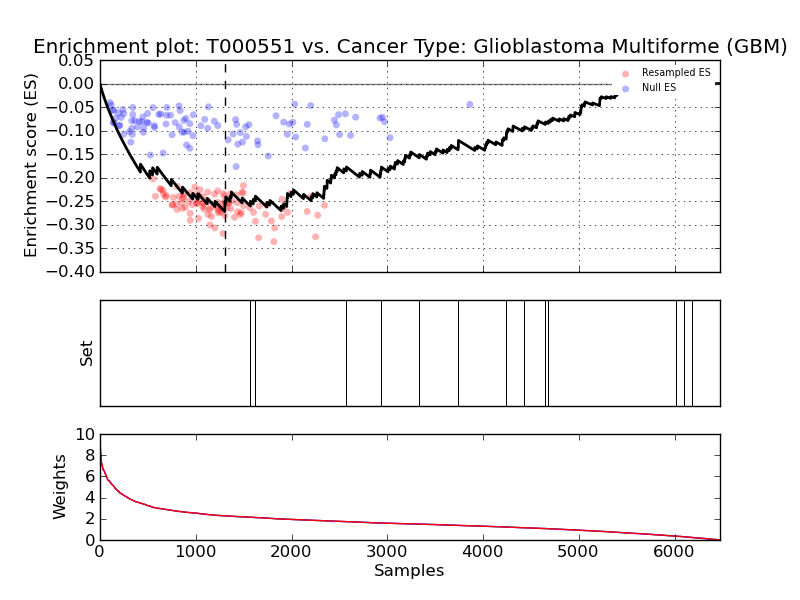 Enrichment plot: T000551 vs. Cancer Type: Glioblastoma Multiforme (GBM)
Enrichment score (ES)
0.05
0.00
−0.05
−0.10
−0.15
−0.20
−0.25
−0.30
−0.35
−0.40
Resampled ES
Null ES
Set
Weights
10
8
6
4
2
0
0 1000 2000 3000 4000 5000 6000
Samples